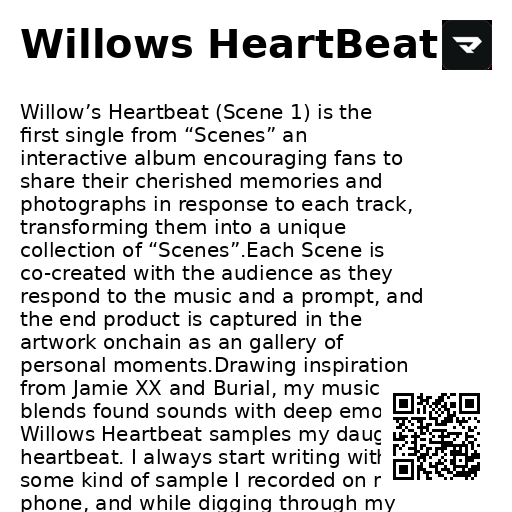 Willows HeartBeat
Willow’s Heartbeat (Scene 1) is the
first single from “Scenes” an
interactive album encouraging fans to
share their cherished memories and
photographs in response to each track,
transforming them into a unique
collection of “Scenes”.Each Scene is
co-created with the audience as they
respond to the music and a prompt, and
the end product is captured in the
artwork onchain as an gallery of
personal moments.Drawing inspiration
from Jamie XX and Burial, my music
blends found sounds with deep emo
Willows Heartbeat samples my daug
heartbeat. I always start writing with
some kind of sample I recorded on
phone, and while digging through my